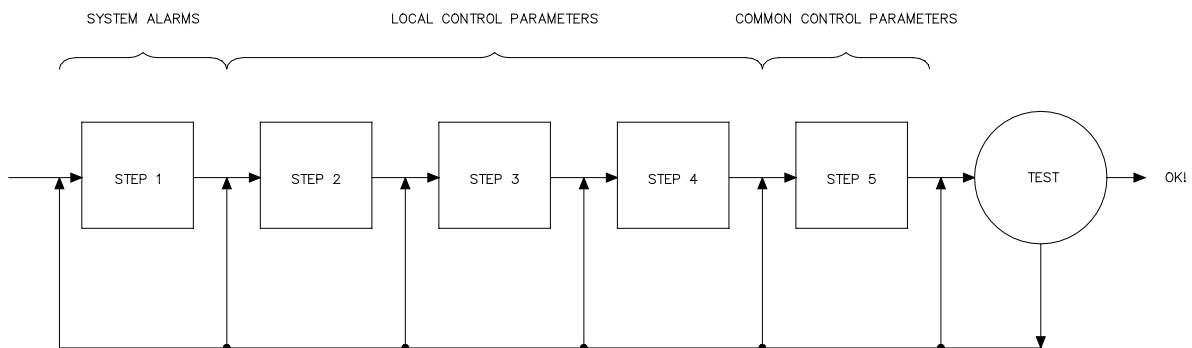 SYSTEM ALARMS
LOCAL CONTROL PARAMETERS
COMMON CONTROL PARAMETERS
STEP 1
STEP 2
STEP 3
STEP 4
STEP 5
TEST
OK!